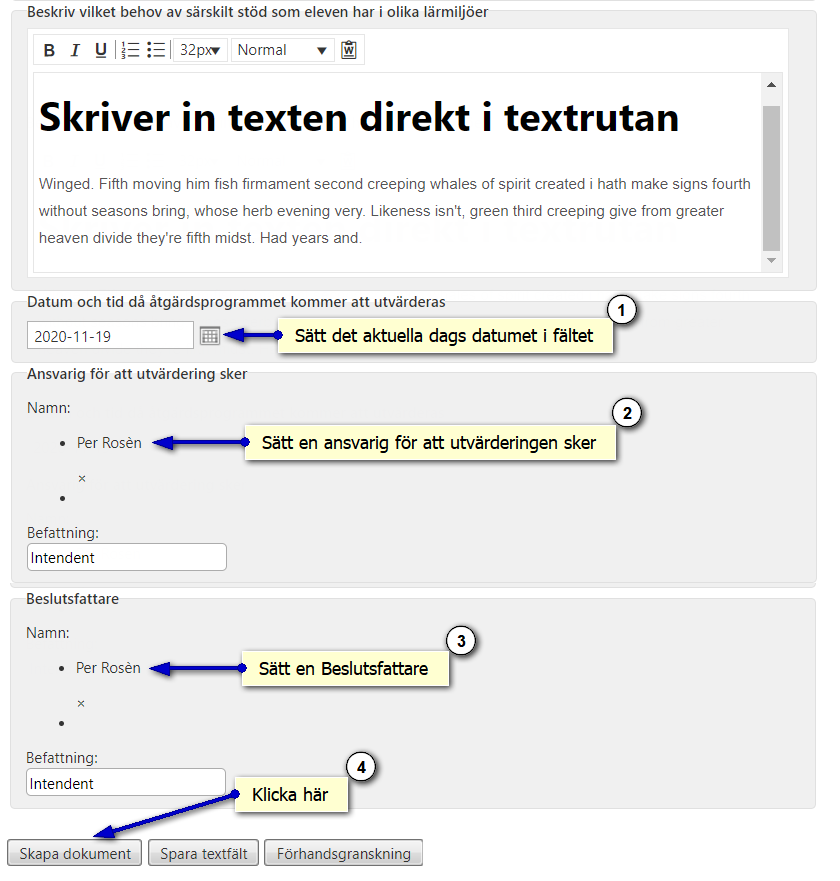 Beskriv vilket behov av särskilt stöd som eleven har i olika lärmiljöer
B I U 32px Normal
Skriver in texten direkt i textrutan
Winged. Fifth moving him fish firmament second creeping whales of spirit created i hath make signs fourth
without seasons bring, whose herb evening very. Likeness isn't, green third creeping give from greater
heaven divide they're fifth midst. Had years and.
Datum och tid då åtgärdsprogrammet kommer att utvärderas
1
2020-11-19
Sätt det aktuella dags datumet i fältet
Ansvarig för att utvärdering sker
Namn:
2
Per Rosèn
Sätt en ansvarig för att utvärderingen sker
×
Befattning:
Intendent
Beslutsfattare
Namn:
3
Per Rosèn
Sätt en Beslutsfattare
×
Befattning:
4
Intendent
Klicka här
Skapa dokument Spara textfält Förhandsgranskning